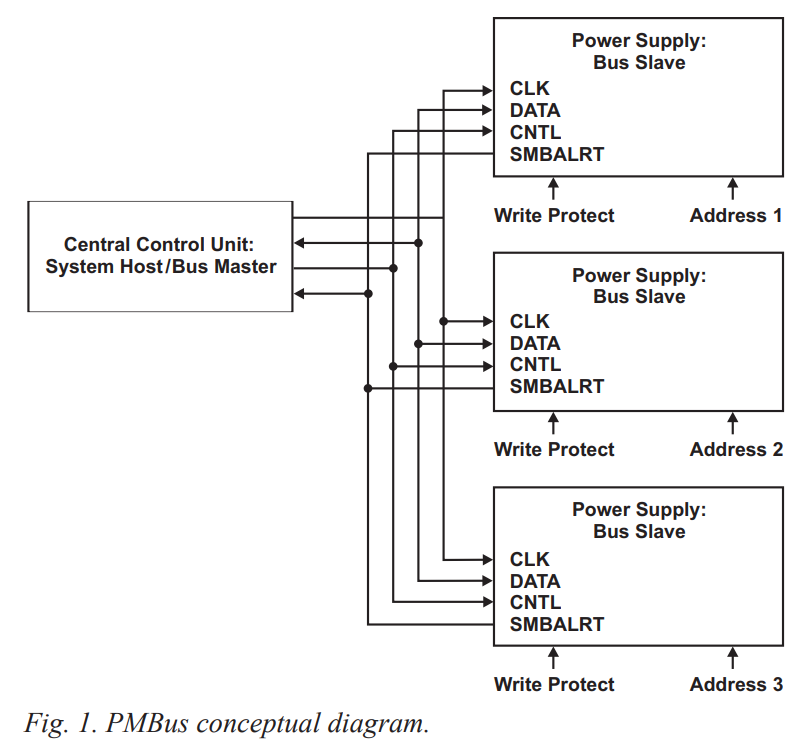 Power Supply:
Bus Slave
CLK
DATA
CNTL
SMBALRT
Write Protect
Address 1
Central Control Unit:
System Host/Bus Master
Power Supply:
Bus Slave
CLK
DATA
CNTL
SMBALRT
Write Protect
Address 2
Power Supply:
Bus Slave
CLK
DATA
CNTL
SMBALRT
Write Protect
Address 3
Fig. 1. PMBus conceptual diagram.